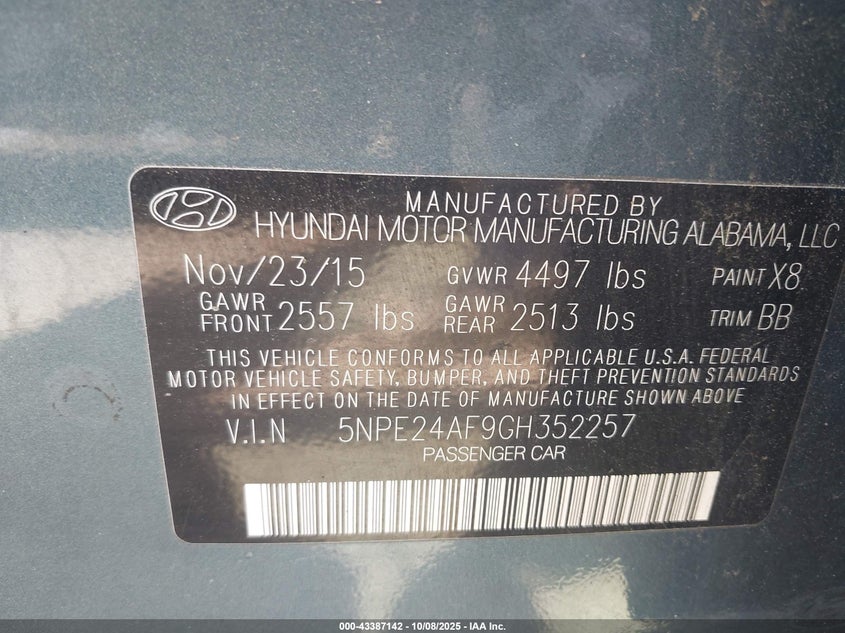 MANUFACTURED BY
HYUNDAI MOTOR MANUFACTURING ALABAMA, LLC
Nov/23/15 GVWR 4497 lbs PAINT X8
GAWR FRONT 2557 lbs GAWR REAR 2513 lbs TRIM BB
THIS VEHICLE CONFORMS TO ALL APPLICABLE U.S.A. FEDERAL
MOTOR VEHICLE SAFETY, BUMPER, AND THEFT PREVENTION STANDARDS
IN EFFECT ON THE DATE OF MANUFACTURE SHOWN ABOVE
V.I.N 5NPE24AF9GH352257
PASSENGER CAR
000-43387142 - 10/08/2025 - IAA Inc.